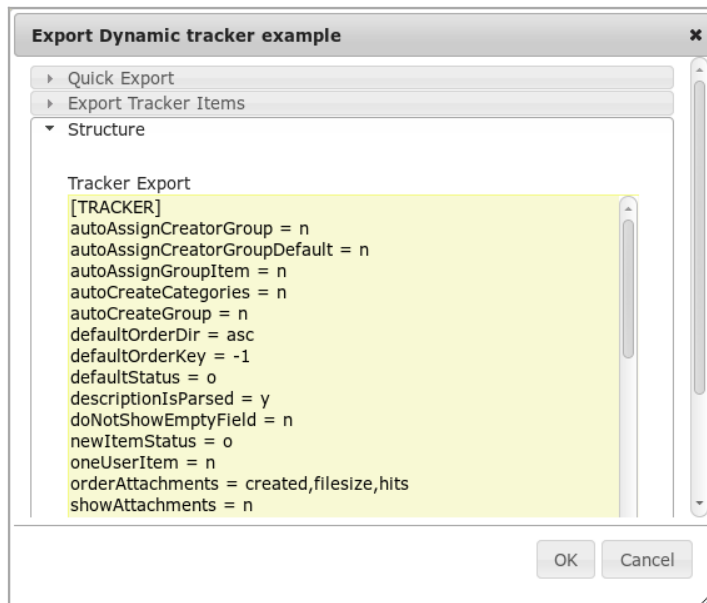 Export Dynamic tracker example
Quick Export
Export Tracker Items
Structure
Tracker Export
[TRACKER]
autoAssignCreatorGroup = n
autoAssignCreatorGroupDefault = n
autoAssignGroupItem = n
autoCreateCategories = n
autoCreateGroup = n
defaultOrderDir = asc
defaultOrderKey = -1
defaultStatus = o
descriptionIsParsed = y
doNotShowEmptyField = n
newItemStatus = o
oneUserItem = n
orderAttachments = created,filesize,hits
showAttachments = n
OK Cancel